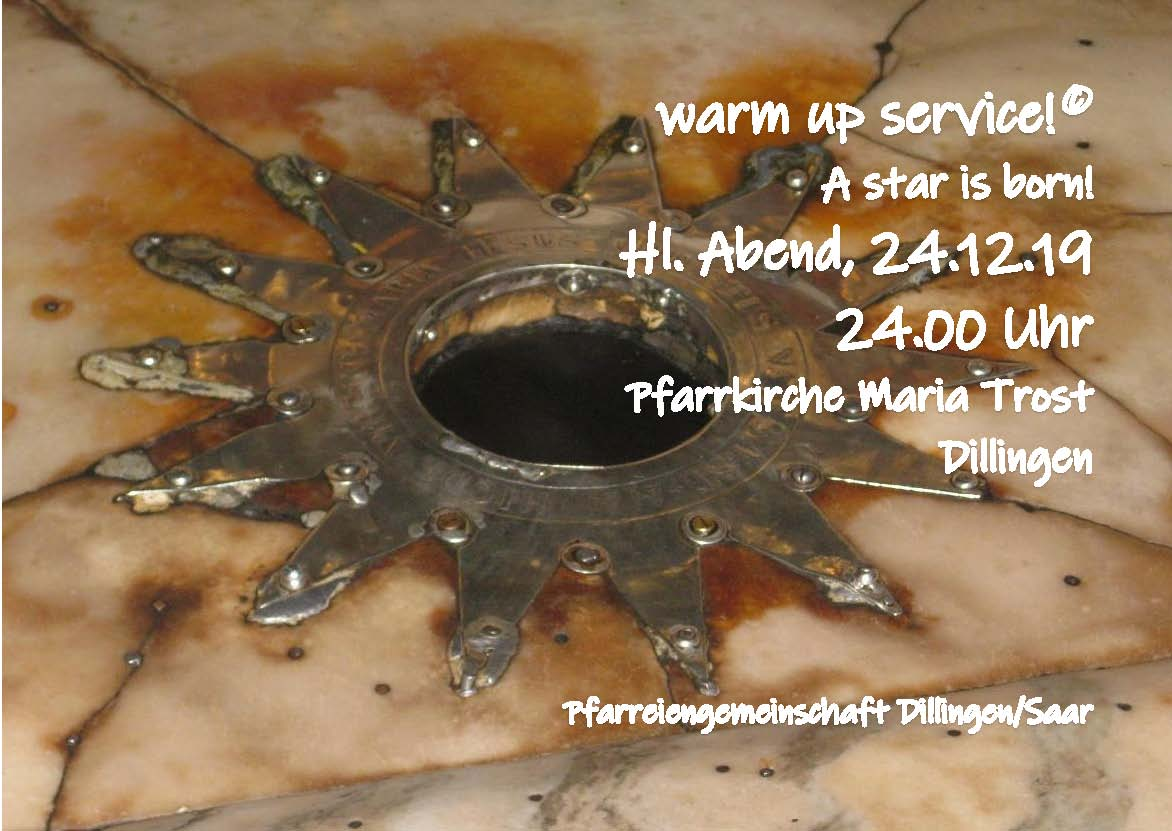 warm up service!©
A star is born!
Hl. Abend, 24.12.19
24.00 Uhr
Pfarrkirche Maria Trost
Dillingen
JESUS
Pfarreiengemeinschaft Dillingen/Saar